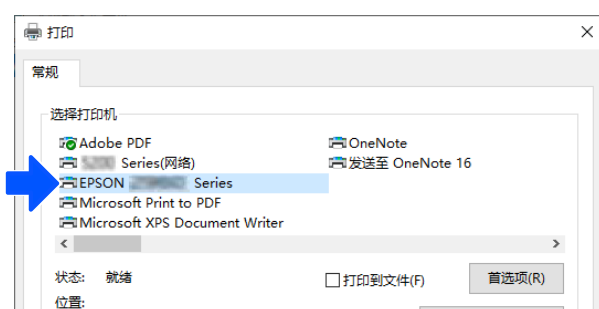 打印
常规
选择打印机
Adobe PDF
OneNote
Series(网络)
发送至 OneNote 16
EPSON Series
Microsoft Print to PDF
Microsoft XPS Document Writer
状态: 就绪
打印到文件(F)
首选项(R)
位置: